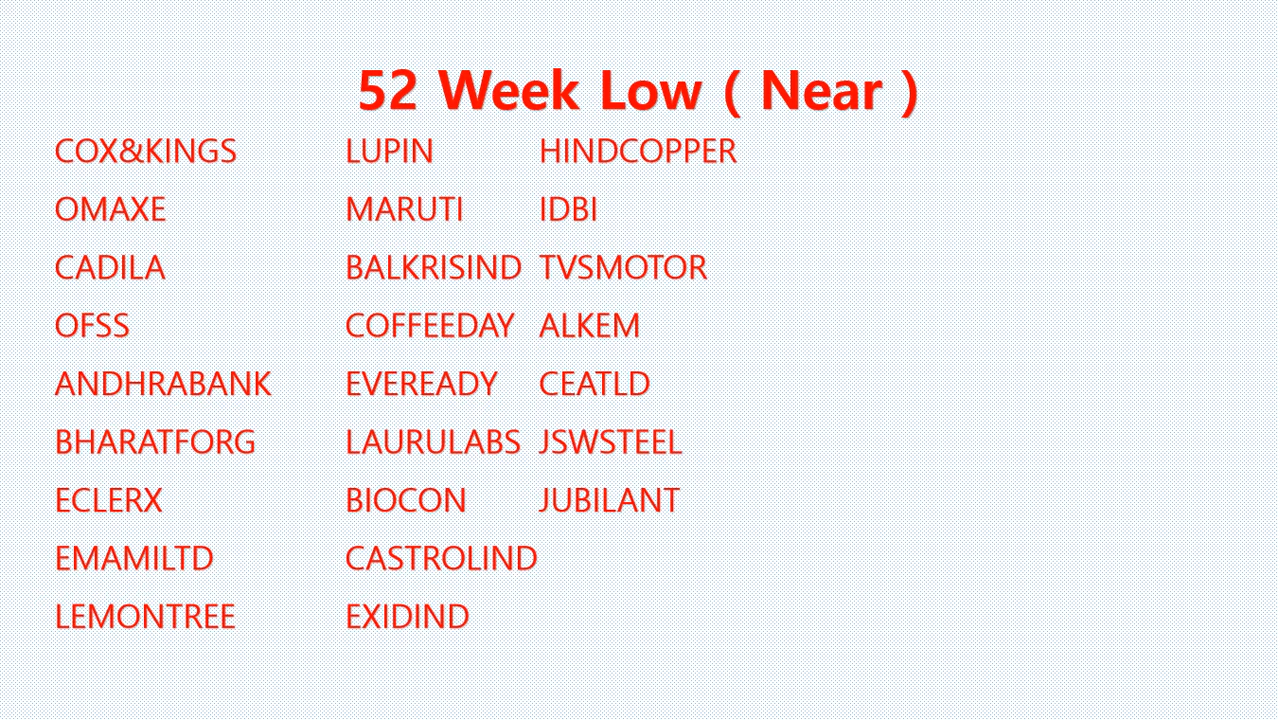 52 Week Low ( Near )
COX&KINGS LUPIN HINDCOPPER
OMAXE MARUTI IDBI
CADILA BALKRISIND TVSMOTOR
OFSS COFFEEDAY ALKEM
ANDHRABANK EVEREADY CEATLD
BHARATFORG LAURULABS JSWSTEEL
ECLERX BIOCON JUBILANT
EMAMILTD CASTROLIND
LEMONTREE EXIDIND